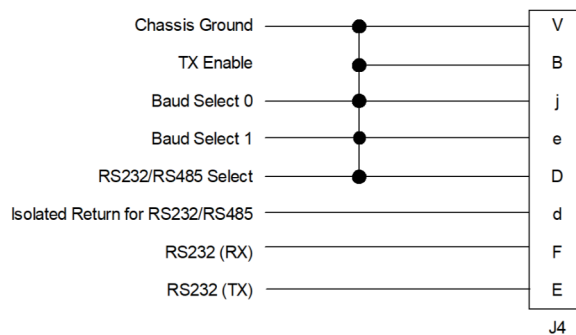 Chassis Ground V
TX Enable B
Baud Select 0 j
Baud Select 1 e
RS232/RS485 Select D
Isolated Return for RS232/RS485 d
RS232 (RX) F
RS232 (TX) E
J4